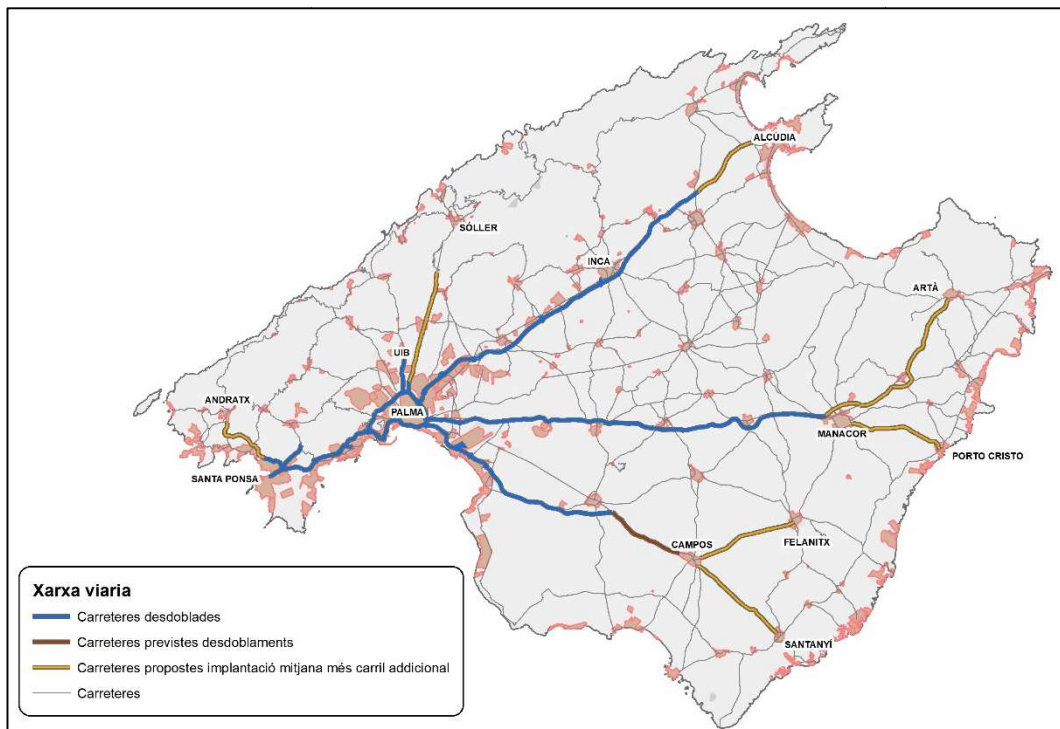 ALCÚDIA
SÓLLER
INCA
ARTÀ
UIB
ANDRATX
PALMA
MANACOR
PORTO CRISTO
SANTA PONSA
CAMPOS
FELANITX
SANTANYÍ
Xarxa viaria
Carreteres desdoblades
Carreteres previstes desdoblaments
Carreteres propostes implantació mitjana més carril addicional
Carreteres